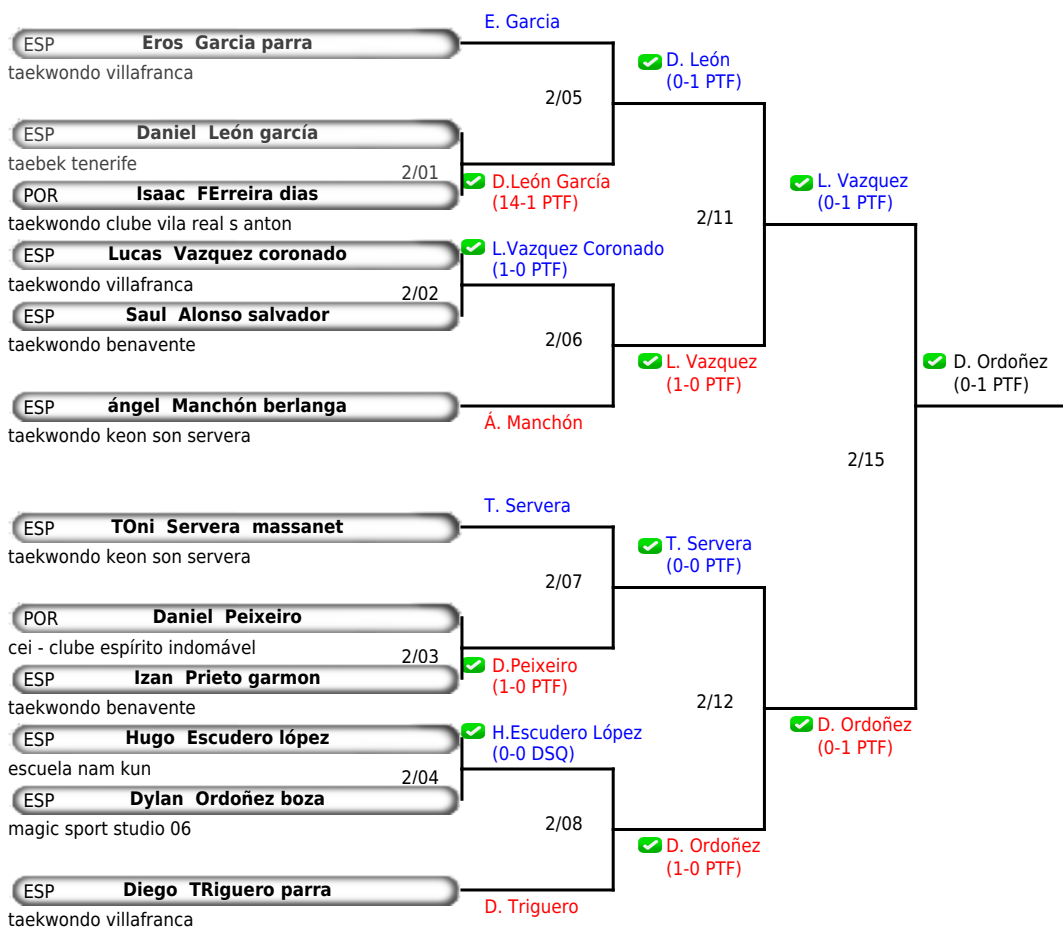 E. Garcia
ESP Eros Garcia parra
taekwondo villafranca
D. León
(0-1 PTF)
2/05
ESP Daniel León garcía
taebek tenerife
2/01
D.León García
(14-1 PTF)
POR Isaac FErreira dias
taekwondo clube vila real s anton
L. Vazquez
(0-1 PTF)
2/11
ESP Lucas Vazquez coronado
L.Vazquez Coronado
(1-0 PTF)
taekwondo villafranca
2/02
ESP Saul Alonso salvador
taekwondo benavente
2/06
L. Vazquez
(1-0 PTF)
D. Ordoñez
(0-1 PTF)
ESP ángel Manchón berlanga
taekwondo keon son servera
Á. Manchón
2/15
T. Servera
ESP TOni Servera massanet
taekwondo keon son servera
T. Servera
(0-0 PTF)
2/07
POR Daniel Peixeiro
cei - clube espírito indomável
2/03
D.Peixeiro
(1-0 PTF)
ESP Izan Prieto garmon
taekwondo benavente
2/12
ESP Hugo Escudero lópez
H.Escudero López
(0-0 DSQ)
D. Ordoñez
(0-1 PTF)
escuela nam kun
2/04
ESP Dylan Ordoñez boza
magic sport studio 06
2/08
D. Ordoñez
(1-0 PTF)
ESP Diego TRiguero parra
taekwondo villafranca
D. Triguero